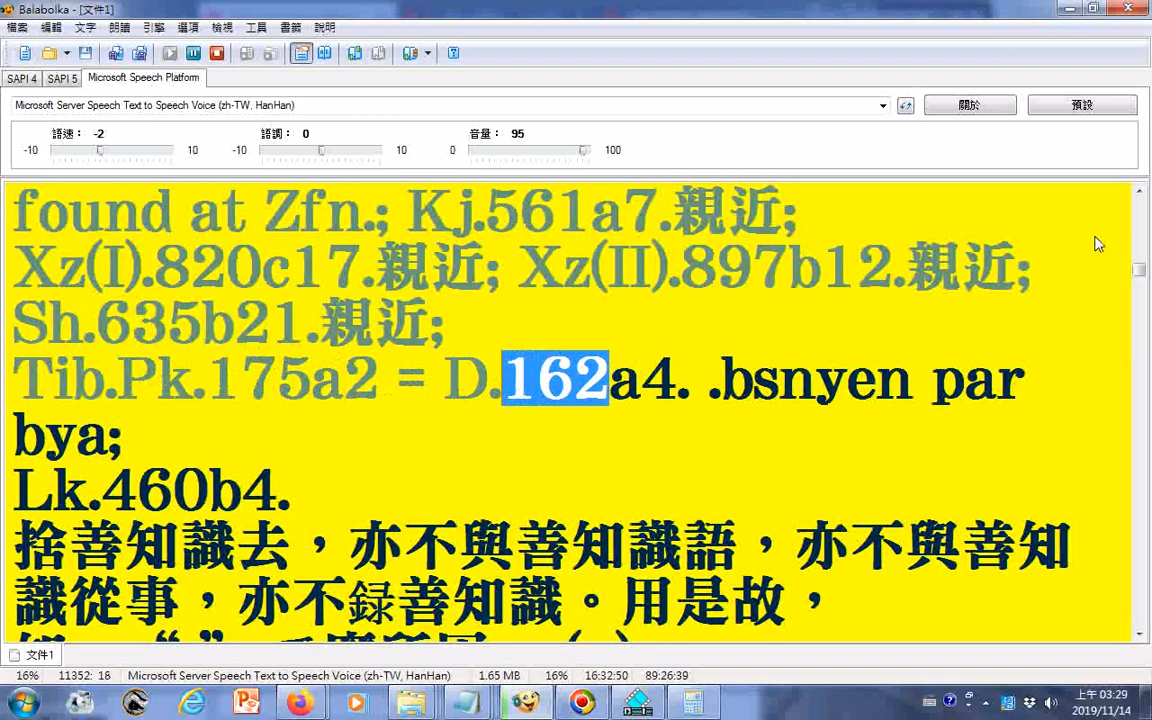 Balabolka - [文件1]
檔案 編輯 文字 朗讀 引擎 選項 檢視 工具 書籤 說明
SAPI 4 SAPI 5 Microsoft Speech Platform
Microsoft Server Speech Text to Speech Voice (zh-TW, HanHan) 關於 預設
語速： -2 語調： 0 音量： 95
-10 10 -10 10 0 100
found at Zfn.; Kj.561a7.親近;
Xz(I).820c17.親近; Xz(II).897b12.親近;
Sh.635b21.親近;
Tib.Pk.175a2 = D.162a4. .bsnyen par
bya;
Lk.460b4.
捨善知識去，亦不與善知識語，亦不與善知
識從事，亦不録善知識。用是故，
文件1
16% 11352: 18 Microsoft Server Speech Text to Speech Voice (zh-TW, HanHan) 1.65 MB 16% 16:32:50 89:26:39
上午 03:29
2019/11/14